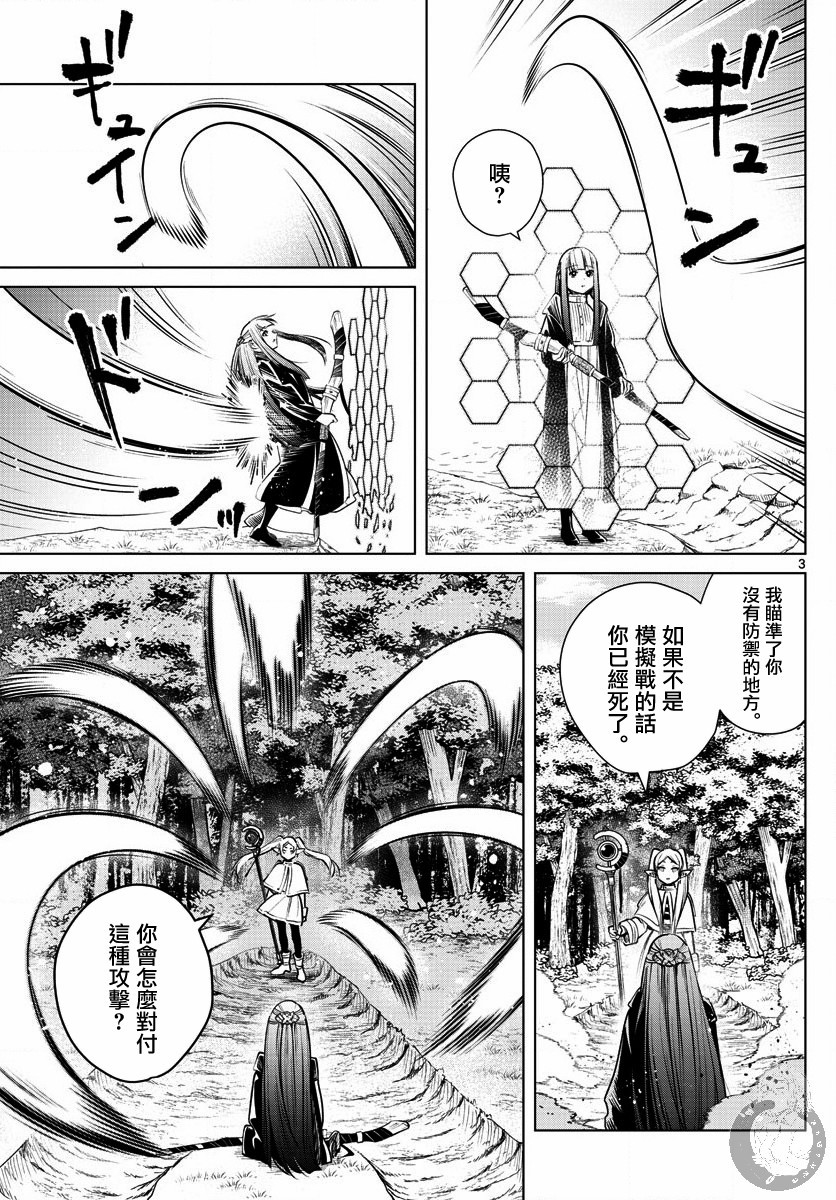 ギュン
咦?
ギュイン
ドドッ
3
我瞄準了你
沒有防禦的地方。
如果不是
模擬戰的話
你已經死了。
你會怎麼對付
這種攻擊?